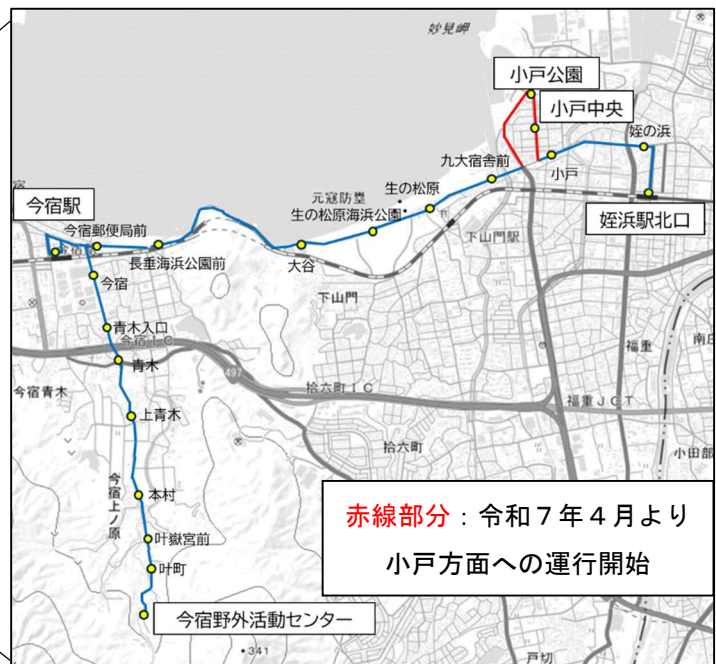 妙見岬
小戸公園
小戸中央
姪の浜
九大宿舎前
小戸
生の松原
元寇防塁
生の松原海浜公園
今宿駅
今宿郵便局前
姪浜駅北口
下山門駅
長垂海浜公園前
大谷
今宿
下山門
青木入口
今宿IC
福重
青木
497
拾六町IC
今宿青木
福重JCT
上青木
拾六町
小田部
今宿上ノ原
本村
赤線部分：令和７年４月より
小戸方面への運行開始
叶嶽宮前
叶町
今宿野外活動センター
・341
戸切